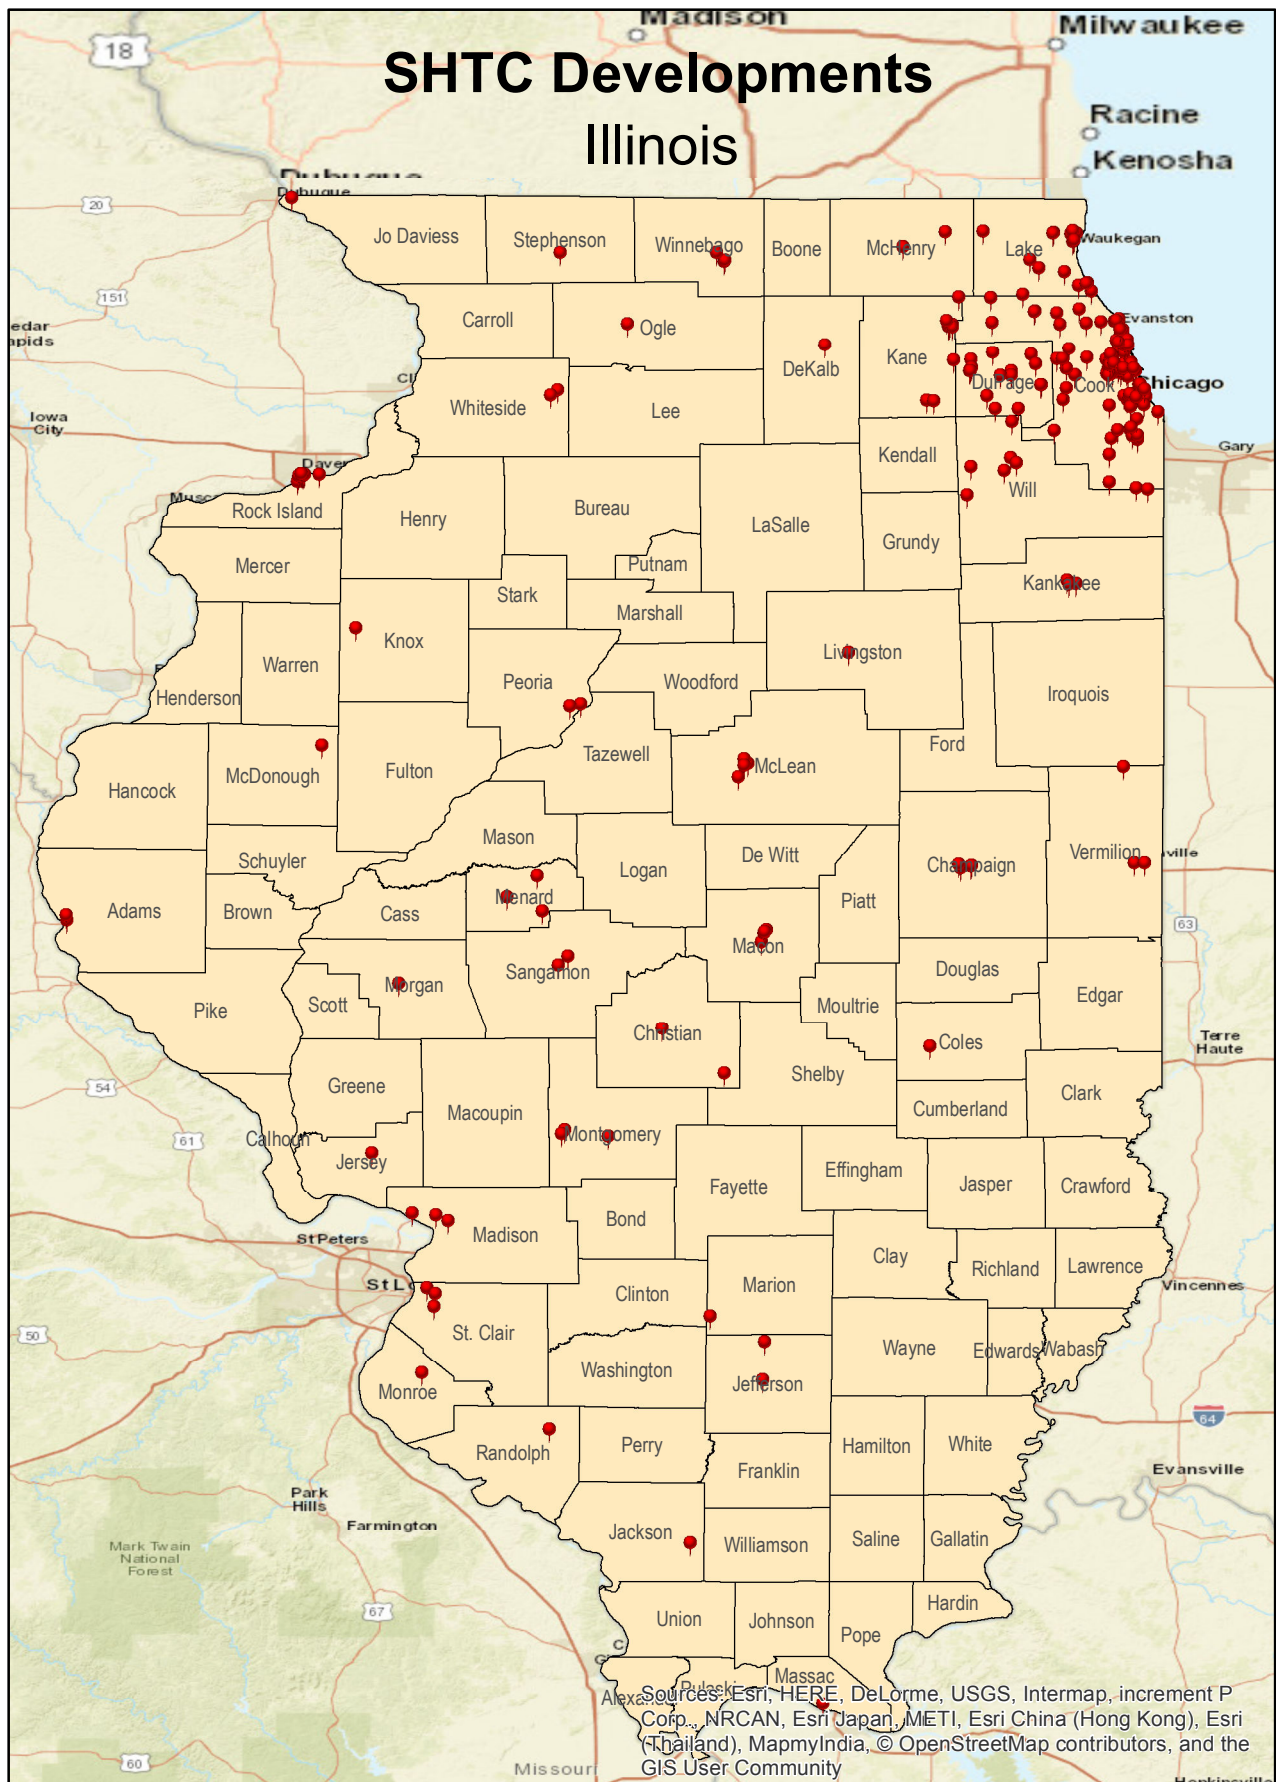 Madison
Milwaukee
18
SHTC Developments
Illinois
Racine
Kenosha
Dubuque
Dubuque
20
Jo Daviess
Stephenson
Winnebago
Boone
McHenry
Lake
Waukegan
151
Carroll
Ogle
Evanston
DeKalb
Kane
DuPage
Cook
Chicago
Whiteside
Lee
Iowa
City
Kendall
Gary
Rock Island
Henry
Bureau
LaSalle
Will
Grundy
Mercer
Putnam
Kankakee
Stark
Marshall
Knox
Warren
Livingston
Henderson
Peoria
Woodford
Iroquois
Tazewell
Ford
McDonough
Fulton
McLean
Hancock
Mason
Schuyler
Logan
De Witt
Champaign
Vermilion
Adams
Brown
Cass
Menard
Piatt
63
Macon
Sangamon
Douglas
Morgan
Pike
Scott
Moultrie
Edgar
Christian
Coles
Terre
Haute
54
Greene
Shelby
Macoupin
Cumberland
Clark
61
Calhoun
Montgomery
Jersey
Effingham
Fayette
Jasper
Crawford
Bond
Madison
St Peters
Clay
Richland
Lawrence
Marion
Clinton
Vincennes
50
St. Clair
Washington
Wayne
Edwards
Wabash
Jefferson
Monroe
64
Randolph
Perry
Hamilton
White
Franklin
Evansville
Park
Hills
Farmington
Jackson
Williamson
Saline
Gallatin
Mark Twain
National
Forest
67
Union
Johnson
Hardin
Pope
Massac
Pulaski
Alexander
Sources: Esri, HERE, DeLorme, USGS, Intermap, increment P
Corp., NRCAN, Esri Japan, METI, Esri China (Hong Kong), Esri
(Thailand), MapmyIndia, © OpenStreetMap contributors, and the
GIS User Community
60
Missouri